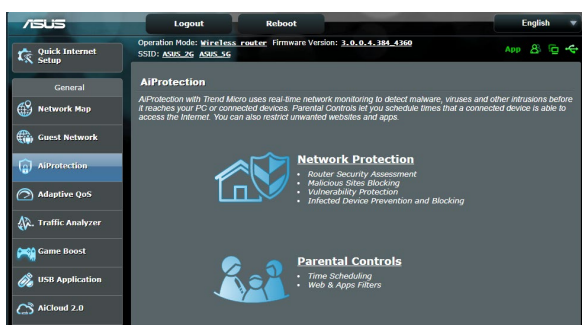 ASUS
Logout
Reboot
English
Quick Internet
Setup
Operation Mode: Wireless router Firmware Version: 3.0.0.4.384_4360
SSID: ASUS_2G ASUS_5G
App
General
Network Map
Guest Network
AiProtection
Adaptive QoS
Traffic Analyzer
Game Boost
USB Application
AiCloud 2.0
AiProtection
AiProtection with Trend Micro uses real-time network monitoring to detect malware, viruses and other intrusions before
it reaches your PC or connected devices. Parental Controls let you schedule times that a connected device is able to
access the Internet. You can also restrict unwanted websites and apps.
Network Protection
• Router Security Assessment
• Malicious Sites Blocking
• Vulnerability Protection
• Infected Device Prevention and Blocking
Parental Controls
• Time Scheduling
• Web & Apps Filters